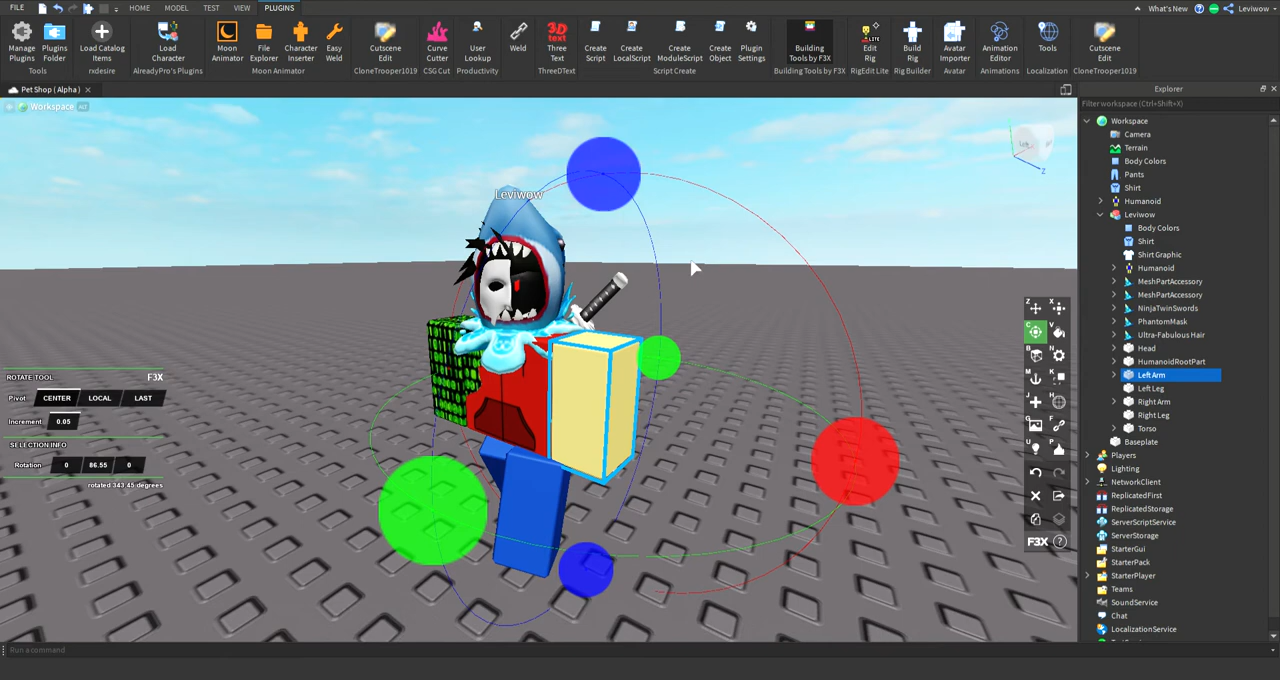 FILE HOME MODEL TEST VIEW PLUGINS What's New Leviwow
Manage Plugins Plugins Folder Load Catalog Items Load Character Moon Animator File Explorer Character Inserter Easy Weld Cutscene Edit Curve Cutter User Lookup Weld 3D TEXT Three Text Create Script Create LocalScript Create ModuleScript Create Object Plugin Settings Building Tools by F3X LITE Edit Rig Build Rig Avatar Importer Animation Editor Tools Cutscene Edit
Tools rxdesire AlreadyPro's Plugins Moon Animator CloneTrooper1019 CSG Cut Productivity ThreeDText Script Create Building Tools by F3X RigEdit Lite Rig Builder Avatar Animations Localization CloneTrooper1019
Pet Shop ( Alpha ) Explorer
Workspace Alt
Filter workspace (Ctrl+Shift+X)
Workspace
Camera
Terrain
Body Colors
Pants
Shirt
Humanoid
Leviwow
Body Colors
Shirt
Shirt Graphic
Humanoid
MeshPartAccessory
MeshPartAccessory
NinjaTwinSwords
PhantomMask
Ultra-Fabulous Hair
Head
HumanoidRootPart
Left Arm
Left Leg
Right Arm
Right Leg
Torso
Baseplate
Players
Lighting
NetworkClient
ReplicatedFirst
ReplicatedStorage
ServerScriptService
ServerStorage
StarterGui
StarterPack
StarterPlayer
Teams
SoundService
Chat
LocalizationService
Leviwow
Z
ROTATE TOOL F3X
Pivot CENTER LOCAL LAST
Increment 0.05
SELECTION INFO
Rotation 0 86.55 0
rotated 343.45 degrees
Z X
C V
B N
M K
J H
G F
U P
F3X ?
Run a command